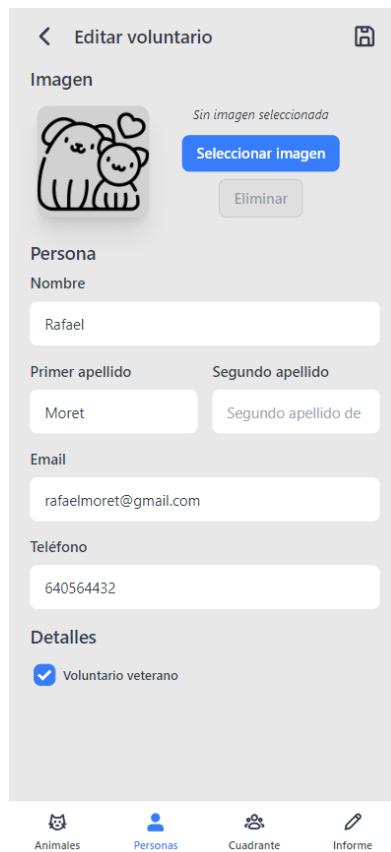 Editar voluntario
Imagen
Sin imagen seleccionada
Seleccionar imagen
Eliminar
Persona
Nombre
Rafael
Primer apellido Segundo apellido
Moret Segundo apellido de
Email
rafaelmoret@gmail.com
Teléfono
640564432
Detalles
Voluntario veterano
Animales Personas Cuadrante Informe